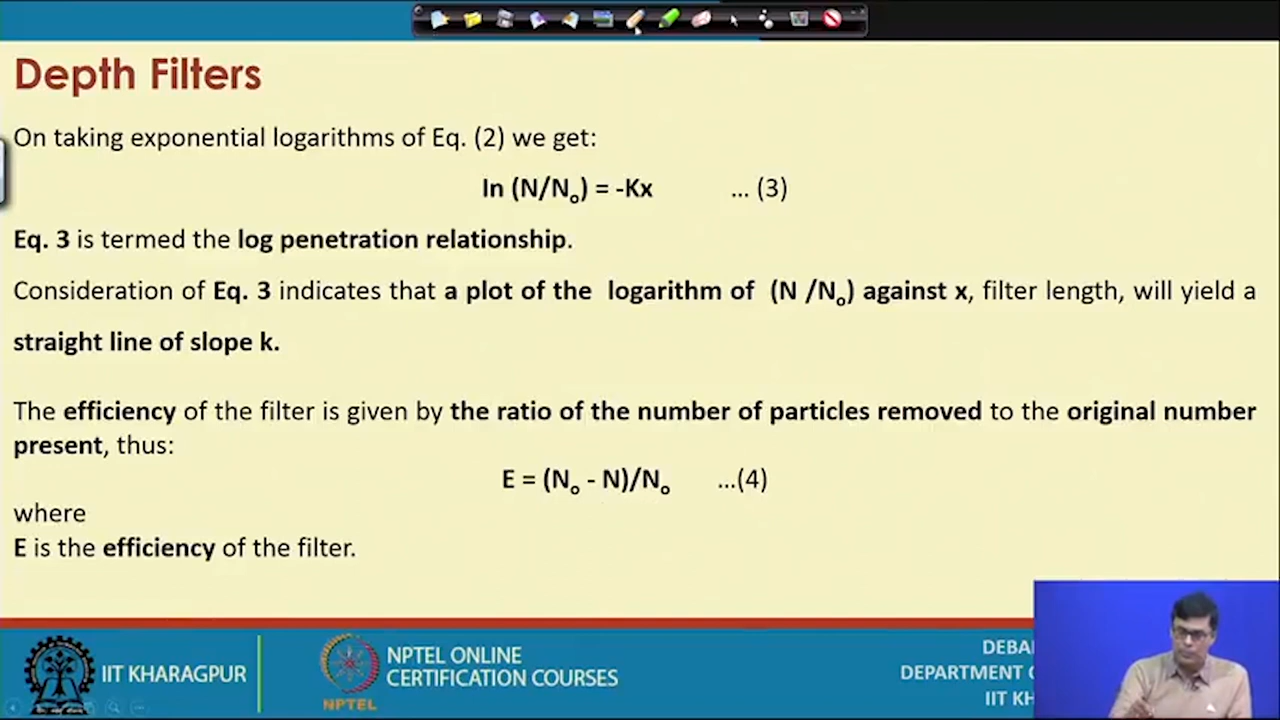 Depth Filters
On taking exponential logarithms of Eq. (2) we get:
In (N/Nₒ) = -Kx ... (3)
Eq. 3 is termed the log penetration relationship.
Consideration of Eq. 3 indicates that a plot of the logarithm of (N /Nₒ) against x, filter length, will yield a
straight line of slope k.
The efficiency of the filter is given by the ratio of the number of particles removed to the original number
present, thus:
E = (Nₒ - N)/Nₒ ...(4)
where
E is the efficiency of the filter.
IIT KHARAGPUR
NPTEL
NPTEL ONLINE
CERTIFICATION COURSES
DEBA
DEPARTMENT
IIT KH